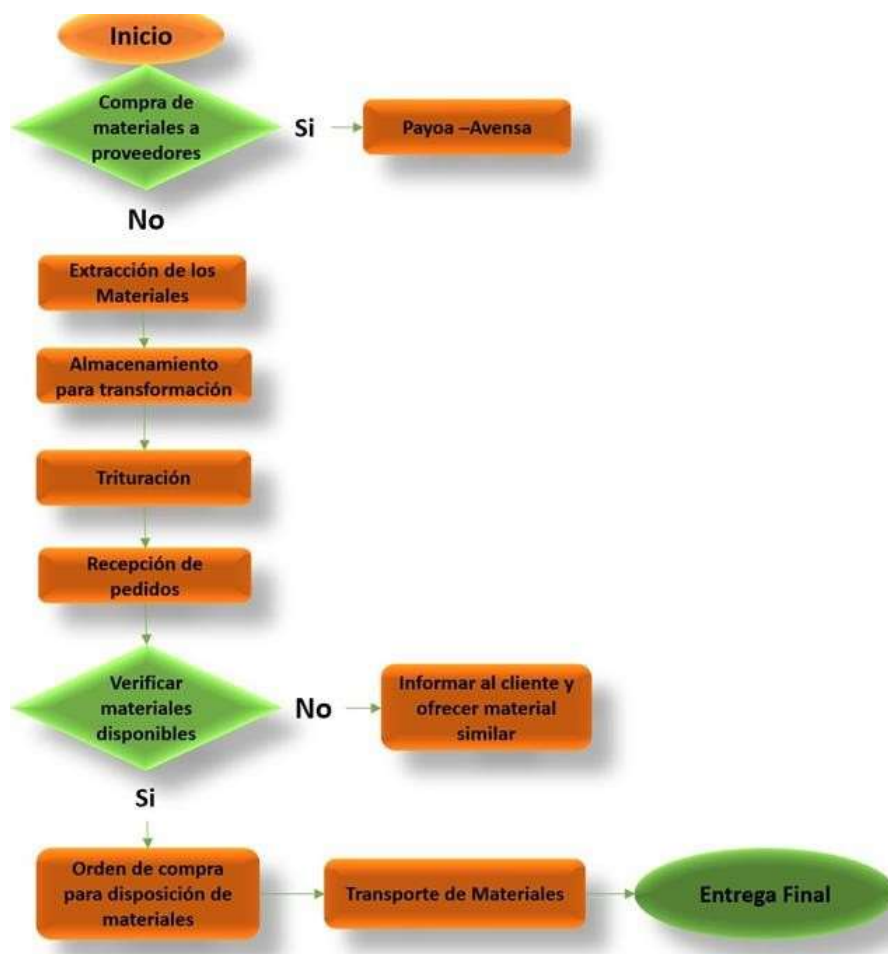 Inicio
Compra de
materiales a
proveedores
Si
Payoa –Avensa
No
Extracción de los
Materiales
Almacenamiento
para transformación
Trituración
Recepción de
pedidos
Verificar
materiales
disponibles
No
Informar al cliente y
ofrecer material
similar
Si
Orden de compra
para disposición de
materiales
Transporte de Materiales
Entrega Final